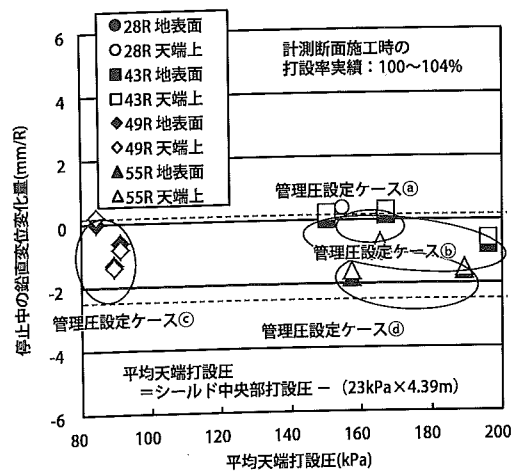 停止中の鉛直変位変化量(mm/R)
6
4
2
0
-2
-4
-6
28R 地表面
28R 天端上
43R 地表面
43R 天端上
49R 地表面
49R 天端上
55R 地表面
55R 天端上
計測断面施工時の
打設率実績：100～104%
管理圧設定ケースⓐ
管理圧設定ケースⓑ
管理圧設定ケースⓒ
管理圧設定ケースⓓ
平均天端打設圧
＝シールド中央部打設圧－（23kPa×4.39m）
80 100 120 140 160 180 200
平均天端打設圧(kPa)